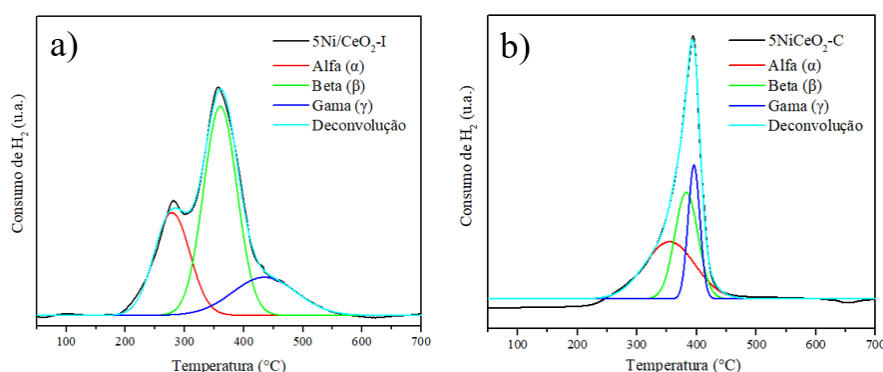 a)
5Ni/CeO₂-I
Alfa (α)
Beta (β)
Gama (γ)
Deconvolução
Consumo de H₂ (u.a.)
100 200 300 400 500 600 700
Temperatura (°C)
b)
5NiCeO₂-C
Alfa (α)
Beta (β)
Gama (γ)
Deconvolução
Consumo de H₂ (u.a.)
100 200 300 400 500 600 700
Temperatura (°C)